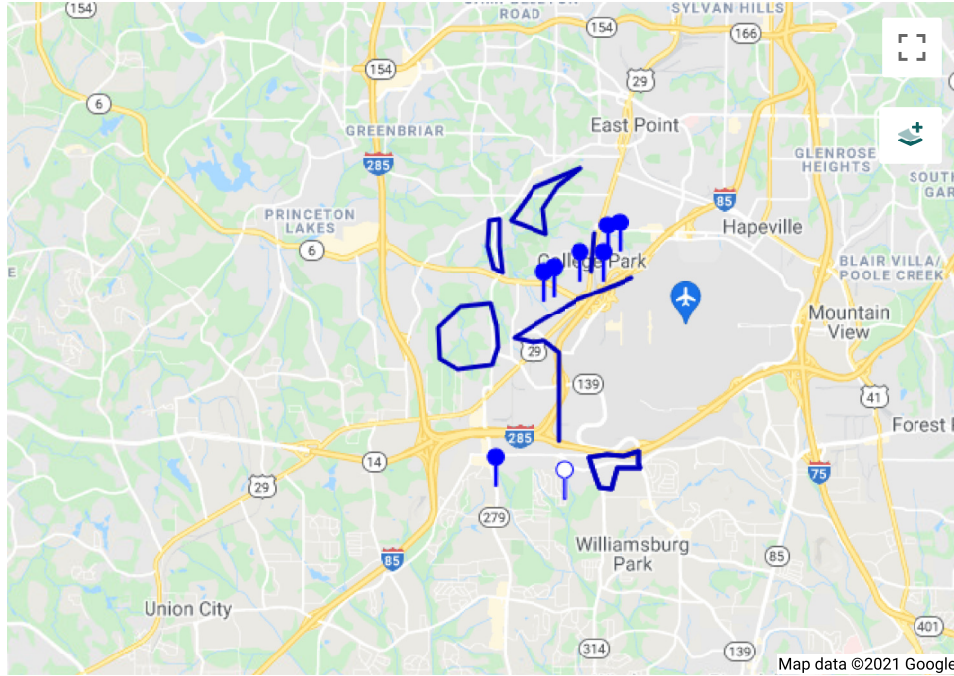 154
ROAD
SYLVAN HILLS
154
166
154
29
6
East Point
GREENBRIAR
285
GLENROSE
HEIGHTS
SOUTH
GAR
85
PRINCETON
LAKES
Hapeville
6
College Park
BLAIR VILLA/
POOLE CREEK
E
Mountain
View
29
139
41
Forest
285
14
75
29
279
Williamsburg
Park
85
85
Union City
401
314
139
Map data ©2021 Google